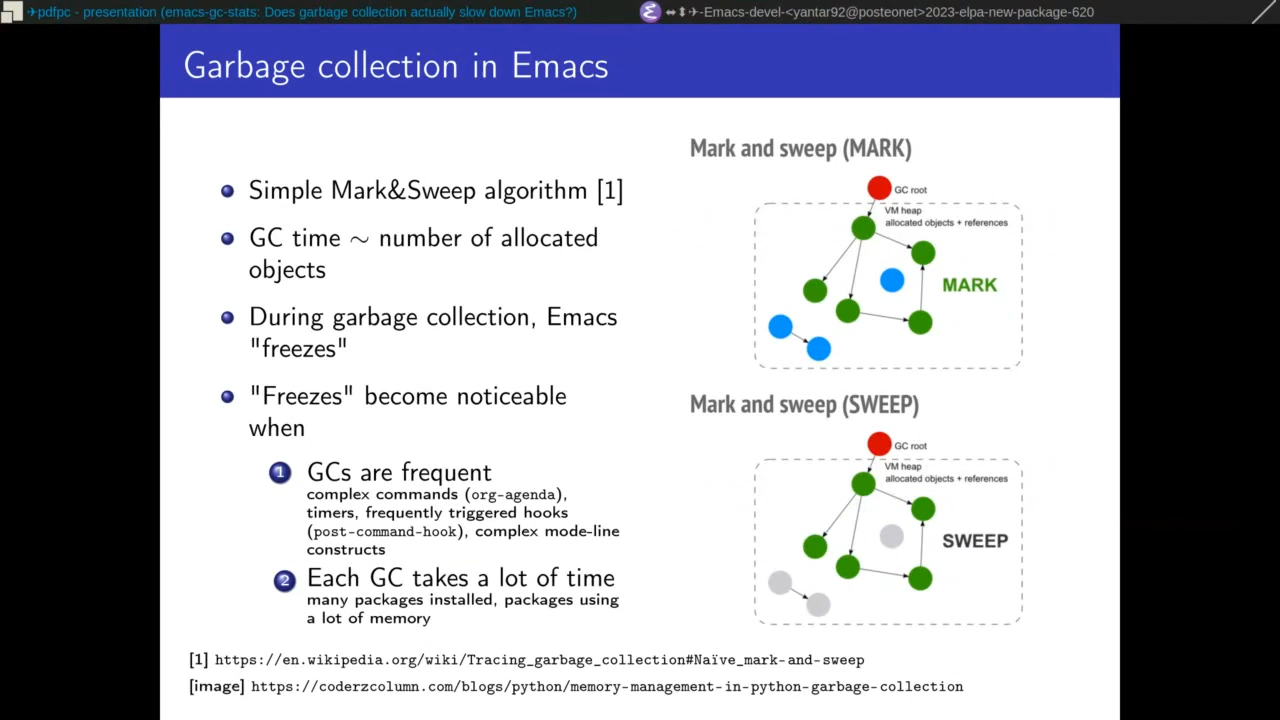 ✈pdfpc - presentation (emacs-gc-stats: Does garbage collection actually slow down Emacs?)
⬌⬍✈-Emacs-devel-<yantar92@posteonet>2023-elpa-new-package-620
Garbage collection in Emacs
Simple Mark&Sweep algorithm [1]
GC time ∼ number of allocated
objects
During garbage collection, Emacs
"freezes"
"Freezes" become noticeable
when
1 GCs are frequent
complex commands (org-agenda),
timers, frequently triggered hooks
(post-command-hook), complex mode-line
constructs
2 Each GC takes a lot of time
many packages installed, packages using
a lot of memory
Mark and sweep (MARK)
GC root
VM heap
allocated objects + references
MARK
Mark and sweep (SWEEP)
GC root
VM heap
allocated objects + references
SWEEP
[1] https://en.wikipedia.org/wiki/Tracing_garbage_collection#Naïve_mark-and-sweep
[image] https://coderzcolumn.com/blogs/python/memory-management-in-python-garbage-collection